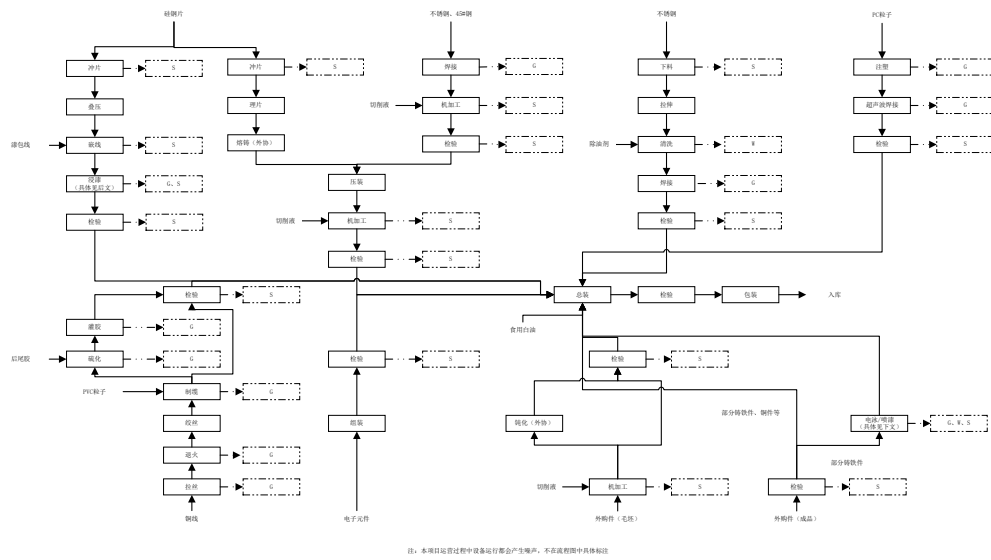 硅钢片
不锈钢、45#钢
不锈钢
PC粒子
冲片
S
冲片
S
焊接
G
下料
S
注塑
G
叠压
理片
切削液
机加工
S
拉伸
超声波焊接
G
漆包线
嵌线
S
熔铸（外协）
检验
S
除油剂
清洗
W
检验
S
浸漆
（具体见后文）
G、S
压装
焊接
G
检验
S
切削液
机加工
S
检验
S
检验
S
检验
S
总装
检验
包装
入库
灌胶
G
食用白油
后尾胶
硫化
G
检验
S
检验
S
PVC粒子
制缆
G
绞丝
组装
钝化（外协）
部分铸铁件、铜件等
电泳/喷漆
（具体见下文）
G、W、S
退火
G
部分铸铁件
拉丝
G
切削液
机加工
S
检验
S
铜线
电子元件
外购件（毛坯）
外购件（成品）
注：本项目运营过程中设备运行都会产生噪声，不在流程图中具体标注